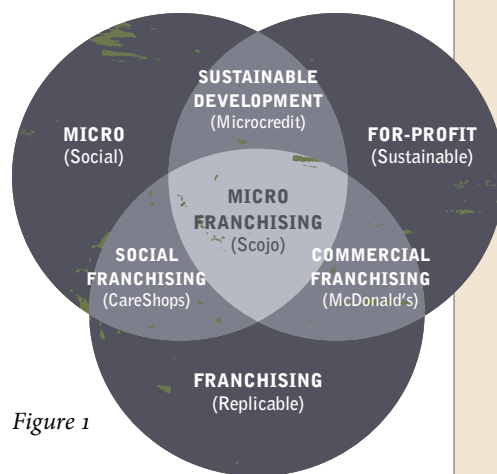 SUSTAINABLE
DEVELOPMENT
(Microcredit)
MICRO
(Social)
FOR-PROFIT
(Sustainable)
MICRO
FRANCHISING
(Scojo)
SOCIAL
FRANCHISING
(CareShops)
COMMERCIAL
FRANCHISING
(McDonald's)
FRANCHISING
(Replicable)
Figure 1